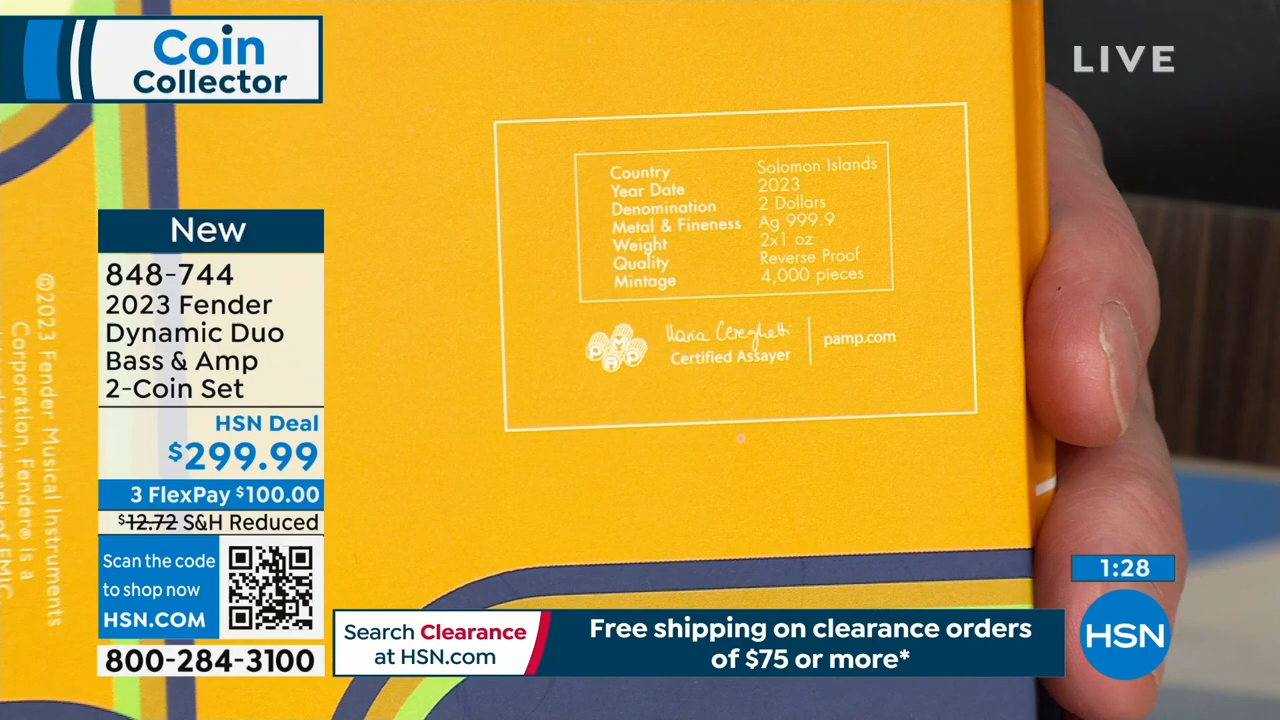 Coin
Collector
LIVE
Country Solomon Islands
Year Date 2023
Denomination 2 Dollars
Metal & Fineness Ag 999.9
Weight 2x1 oz
Quality Reverse Proof
Mintage 4,000 pieces
PAMP
Certified Assayer
pamp.com
©2023 Fender Musical Instruments
Corporation. Fender® is a
New
848-744
2023 Fender
Dynamic Duo
Bass & Amp
2-Coin Set
HSN Deal
$299.99
3 FlexPay $100.00
$12.72 S&H Reduced
Scan the code
to shop now
HSN.COM
800-284-3100
Search Clearance
at HSN.com
Free shipping on clearance orders
of $75 or more*
1:28
HSN